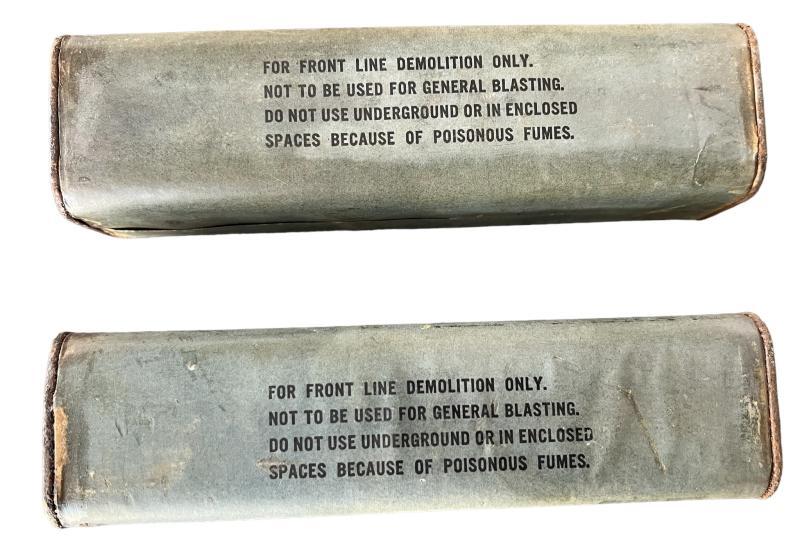 FOR FRONT LINE DEMOLITION ONLY.
NOT TO BE USED FOR GENERAL BLASTING.
DO NOT USE UNDERGROUND OR IN ENCLOSED
SPACES BECAUSE OF POISONOUS FUMES.
FOR FRONT LINE DEMOLITION ONLY.
NOT TO BE USED FOR GENERAL BLASTING.
DO NOT USE UNDERGROUND OR IN ENCLOSED
SPACES BECAUSE OF POISONOUS FUMES.